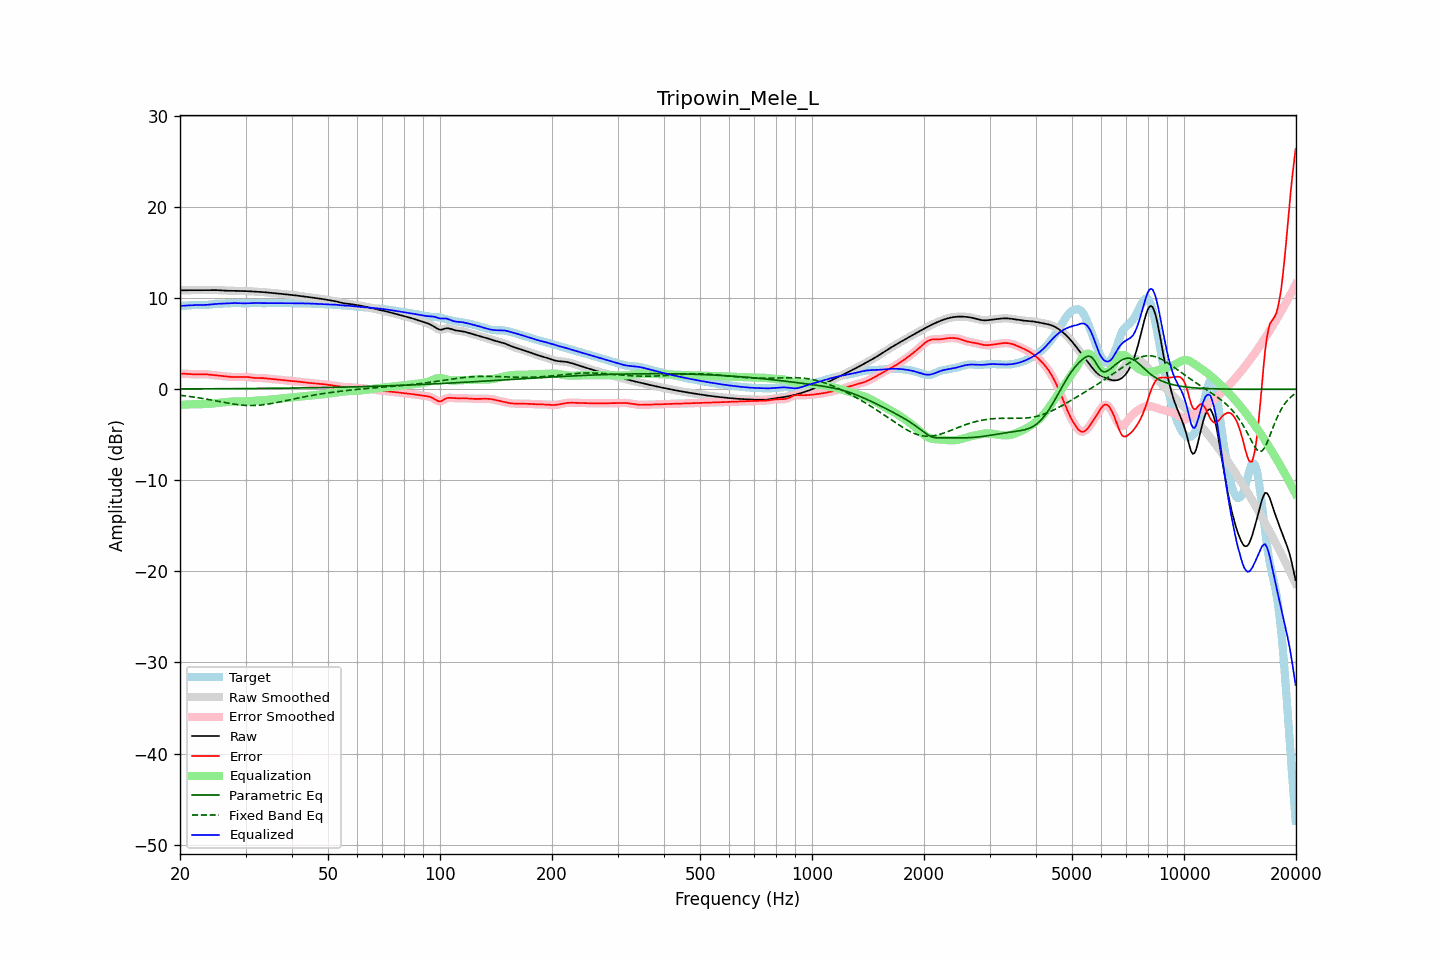 Tripowin_Mele_L
30
20
10
0
−10
−20
−30
−40
−50
Amplitude (dBr)
Target
Raw Smoothed
Error Smoothed
Raw
Error
Equalization
Parametric Eq
Fixed Band Eq
Equalized
20 50 100 200 500 1000 2000 5000 10000 20000
Frequency (Hz)